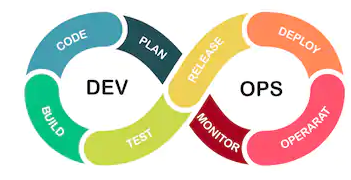 CODE
PLAN
RELEASE
DEPLOY
DEV
OPS
BUILD
TEST
MONITOR
OPERARAT